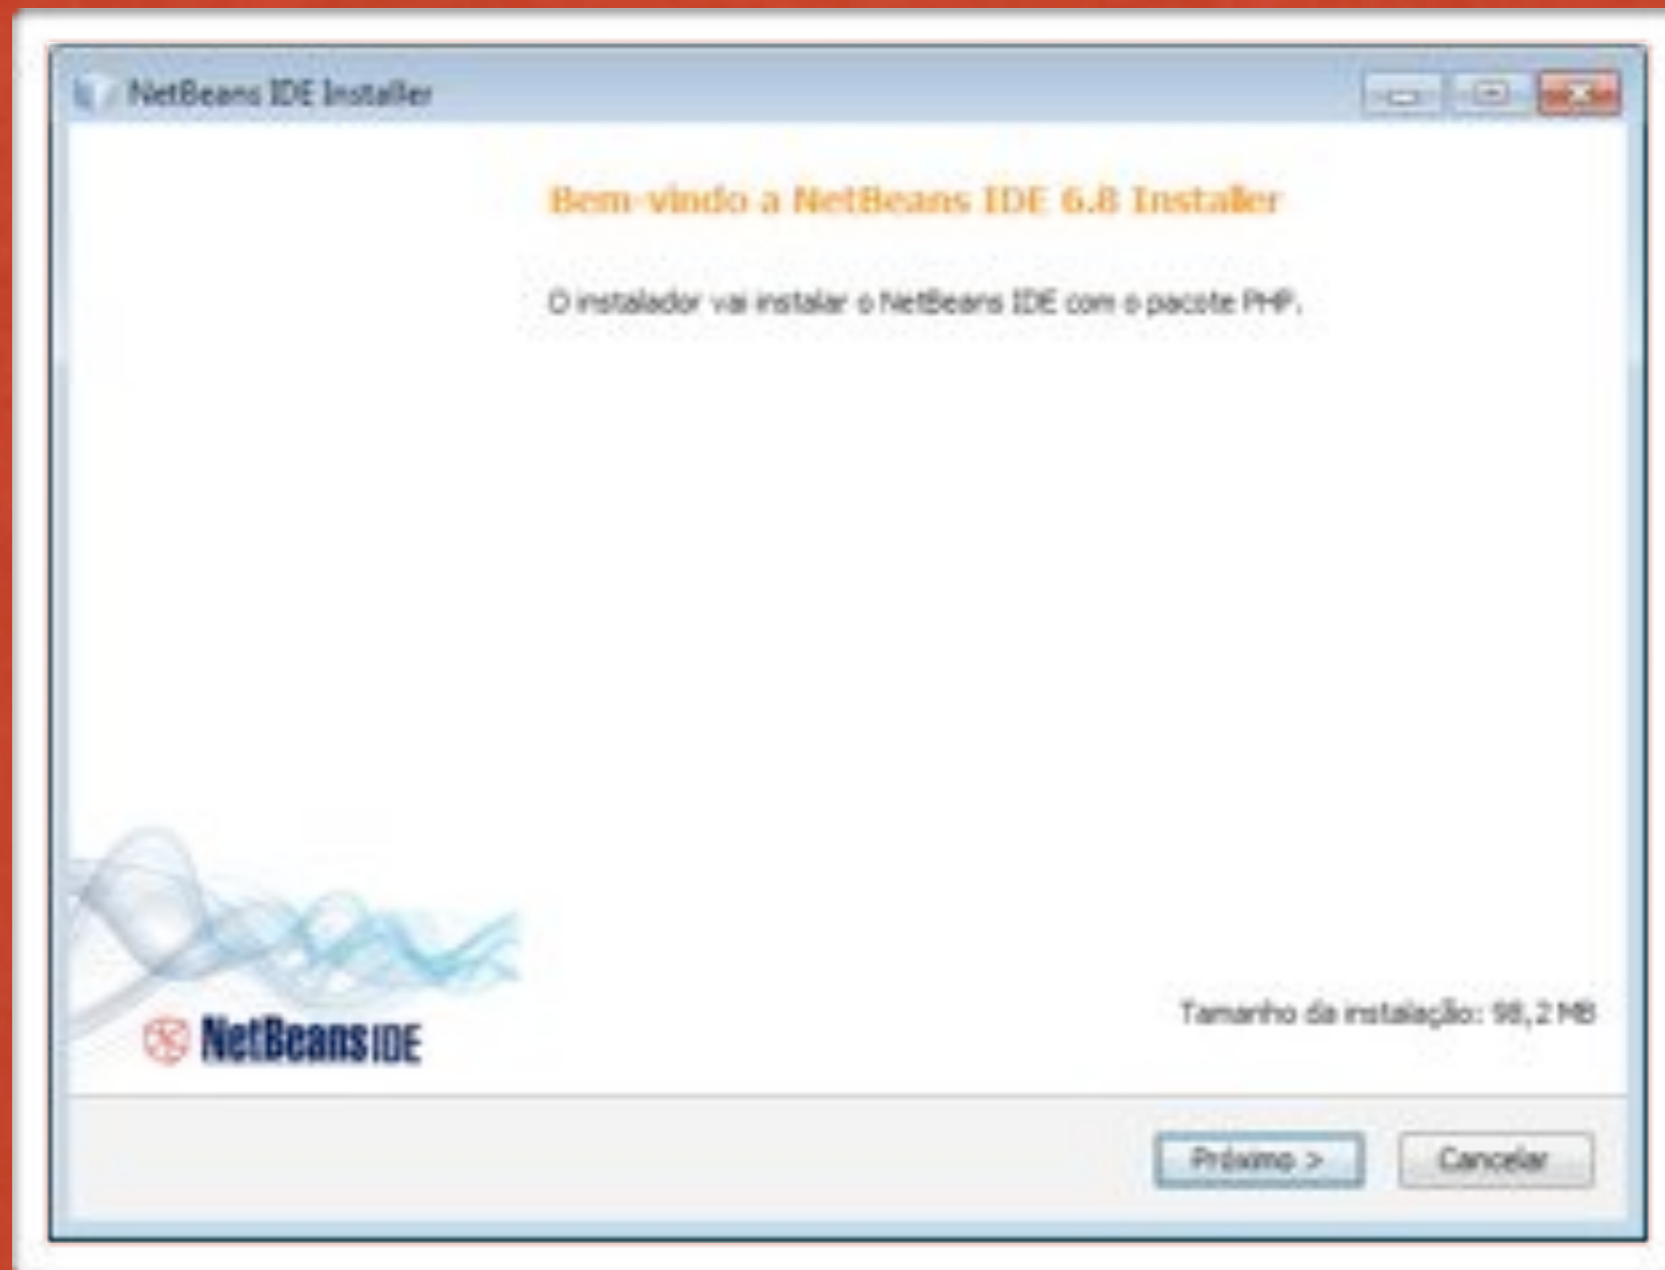 NetBeans IDE Installer
Bem-vindo a NetBeans IDE 6.8 Installer
O instalador vai instalar o NetBeans IDE com o pacote PHP.
NetBeans IDE
Tamanho da instalação: 98,2 MB
Próximo >
Cancelar